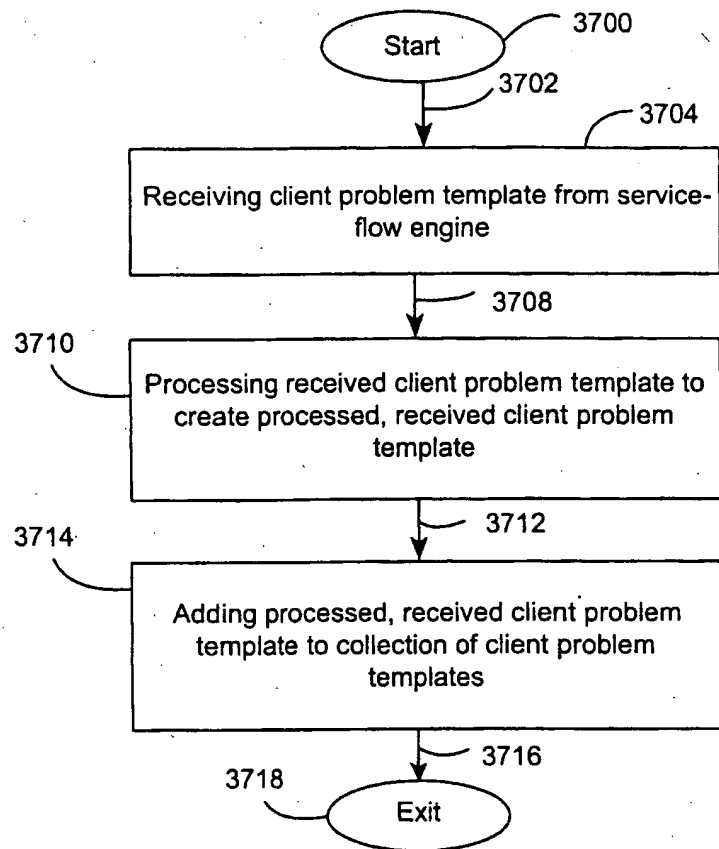 Start
3700
3702
3704
Receiving client problem template from service-
flow engine
3708
3710
Processing received client problem template to
create processed, received client problem
template
3712
3714
Adding processed, received client problem
template to collection of client problem
templates
3716
3718
Exit